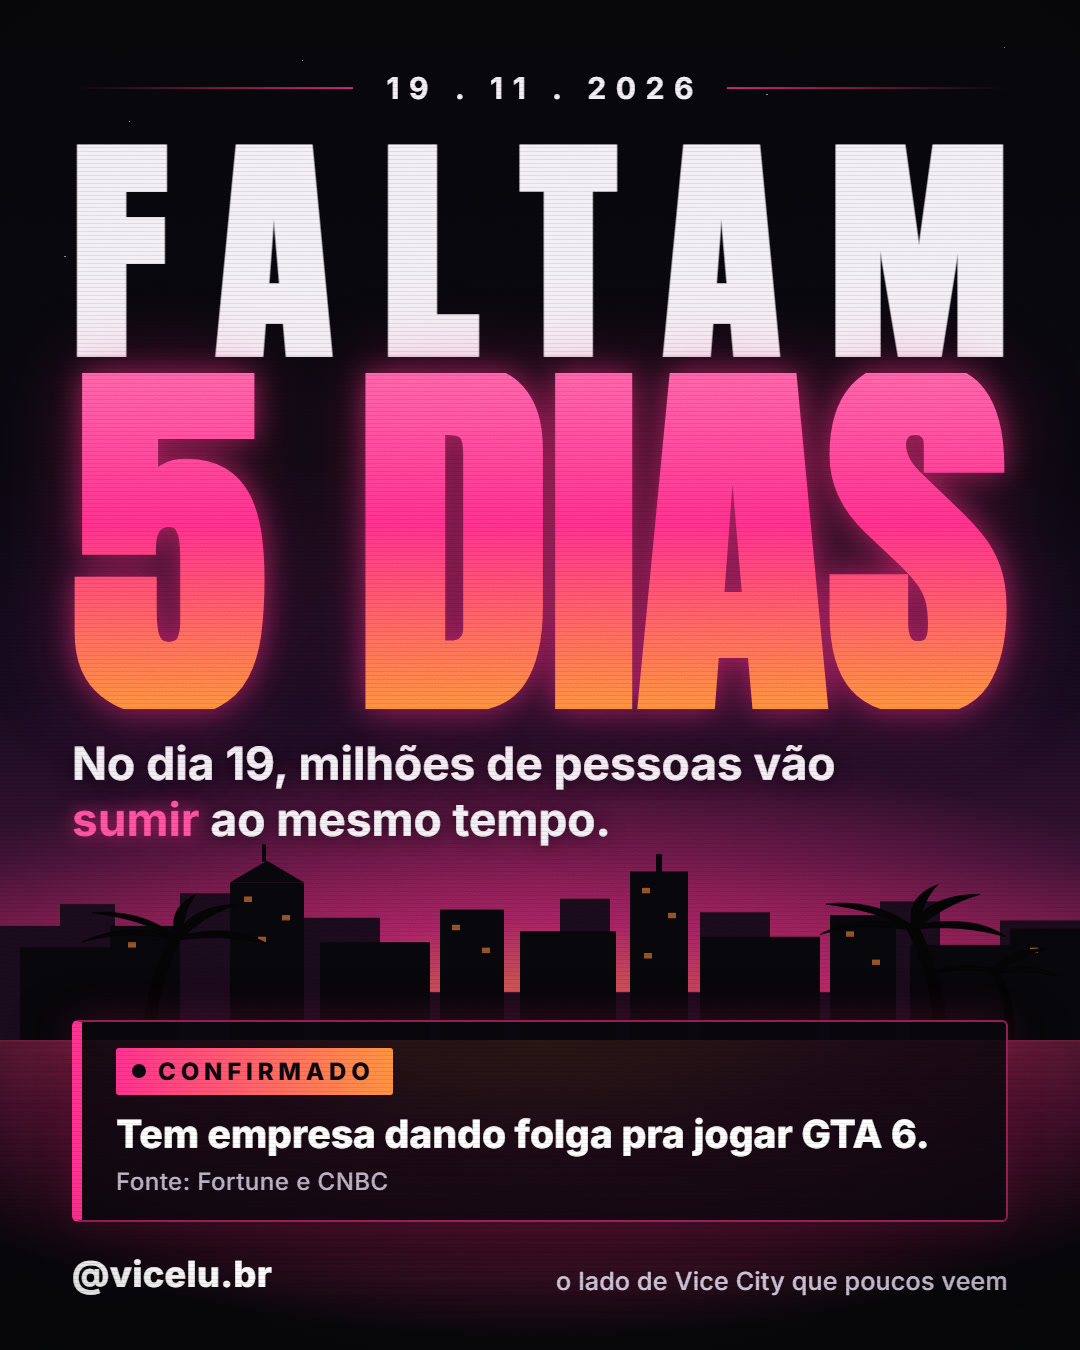 19 . 11 . 2026
FALTAM
5 DIAS
No dia 19, milhões de pessoas vão
sumir ao mesmo tempo.
CONFIRMADO
Tem empresa dando folga pra jogar GTA 6.
Fonte: Fortune e CNBC
@vicelu.br
o lado de Vice City que poucos veem